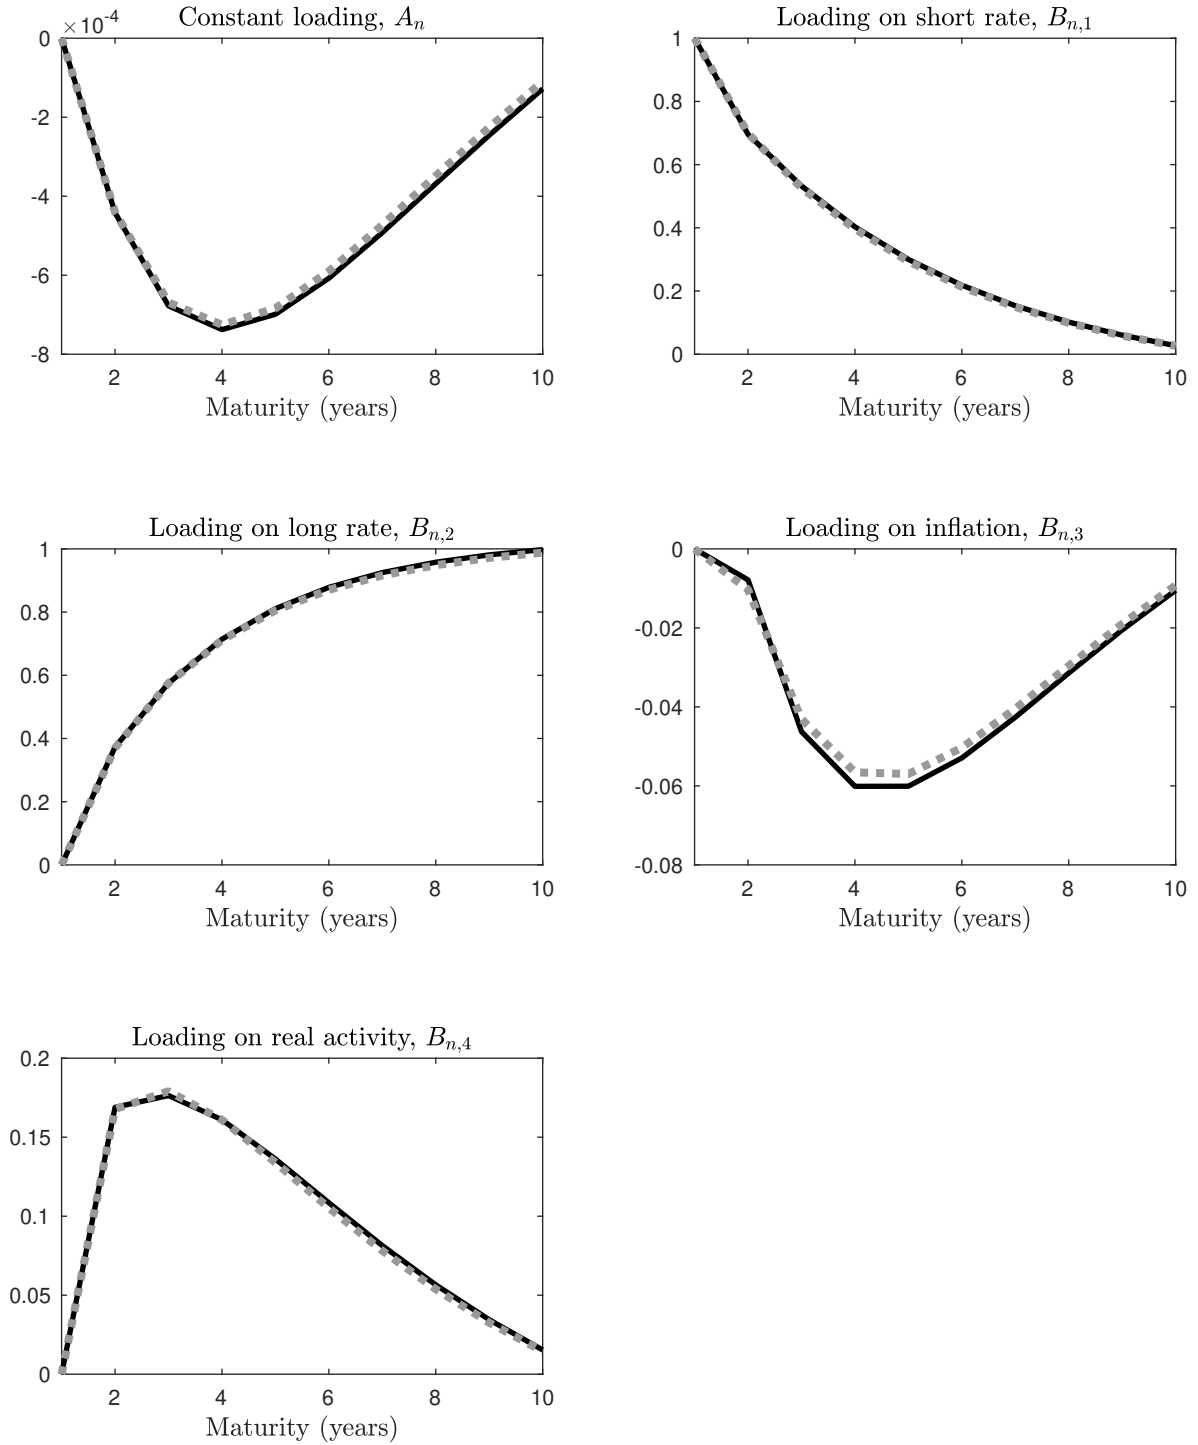 Constant loading, A_n
×10^-4
0
-2
-4
-6
-8
2 4 6 8 10
Maturity (years)
Loading on short rate, B_{n,1}
1
0.8
0.6
0.4
0.2
0
2 4 6 8 10
Maturity (years)
Loading on long rate, B_{n,2}
1
0.8
0.6
0.4
0.2
0
2 4 6 8 10
Maturity (years)
Loading on inflation, B_{n,3}
0
-0.02
-0.04
-0.06
-0.08
2 4 6 8 10
Maturity (years)
Loading on real activity, B_{n,4}
0.2
0.15
0.1
0.05
0
2 4 6 8 10
Maturity (years)